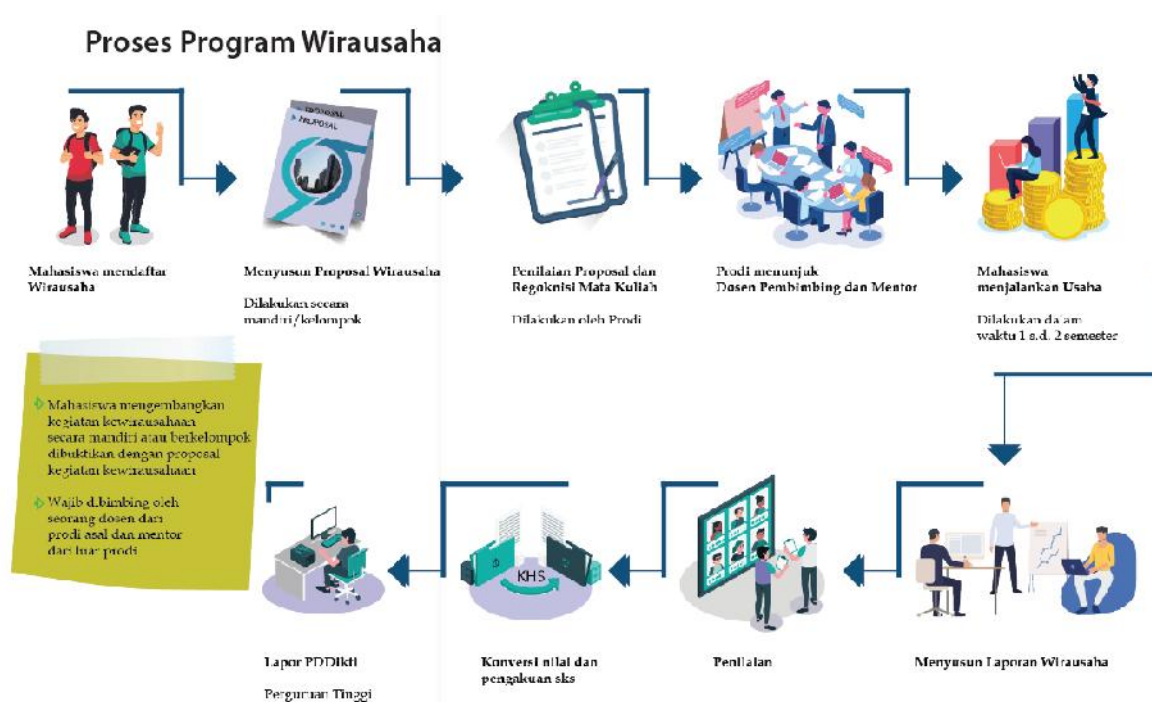 Proses Program Wirausaha
PROPOSAL
PROPOSAL
Mahasiswa mendaftar
Wirausaha
Menyusun Proposal Wirausaha
Dilakukan secara
mandiri/kelompok
Penilaian Proposal dan
Regoknisi Mata Kuliah
Dilakukan oleh Prodi
Prodi menunjuk
Dosen Pembimbing dan Mentor
Mahasiswa
menjalankan Usaha
Dilakukan dalam
waktu 1 s.d. 2 semester
Mahasiswa mengembangkan
kegiatan kewirausahaan
secara mandiri atau berkelompok
dibuktikan dengan proposal
kegiatan kewirausahaan
Wajib dibimbing oleh
seorang dosen dari
prodi asal dan mentor
dari luar prodi
KHS
Lapor PDDikti
Perguruan Tinggi
Konversi nilai dan
pengakuan sks
Penilaian
Menyusun Laporan Wirausaha